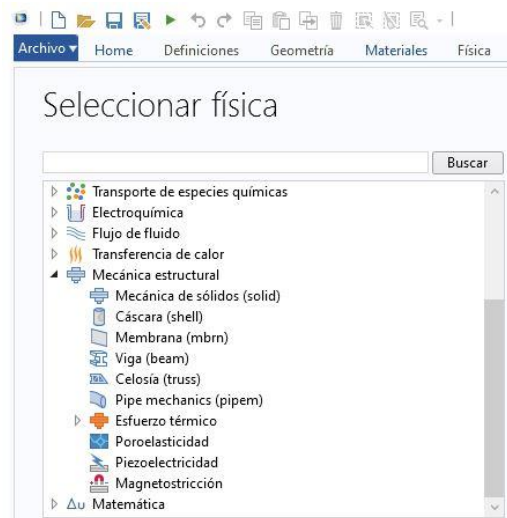 Archivo Home Definiciones Geometría Materiales Física
Seleccionar física
Buscar
Transporte de especies químicas
Electroquímica
Flujo de fluido
Transferencia de calor
Mecánica estructural
Mecánica de sólidos (solid)
Cáscara (shell)
Membrana (mbrn)
Viga (beam)
Celosía (truss)
Pipe mechanics (pipem)
Esfuerzo térmico
Poroelasticidad
Piezoelectricidad
Magnetostricción
Δu Matemática